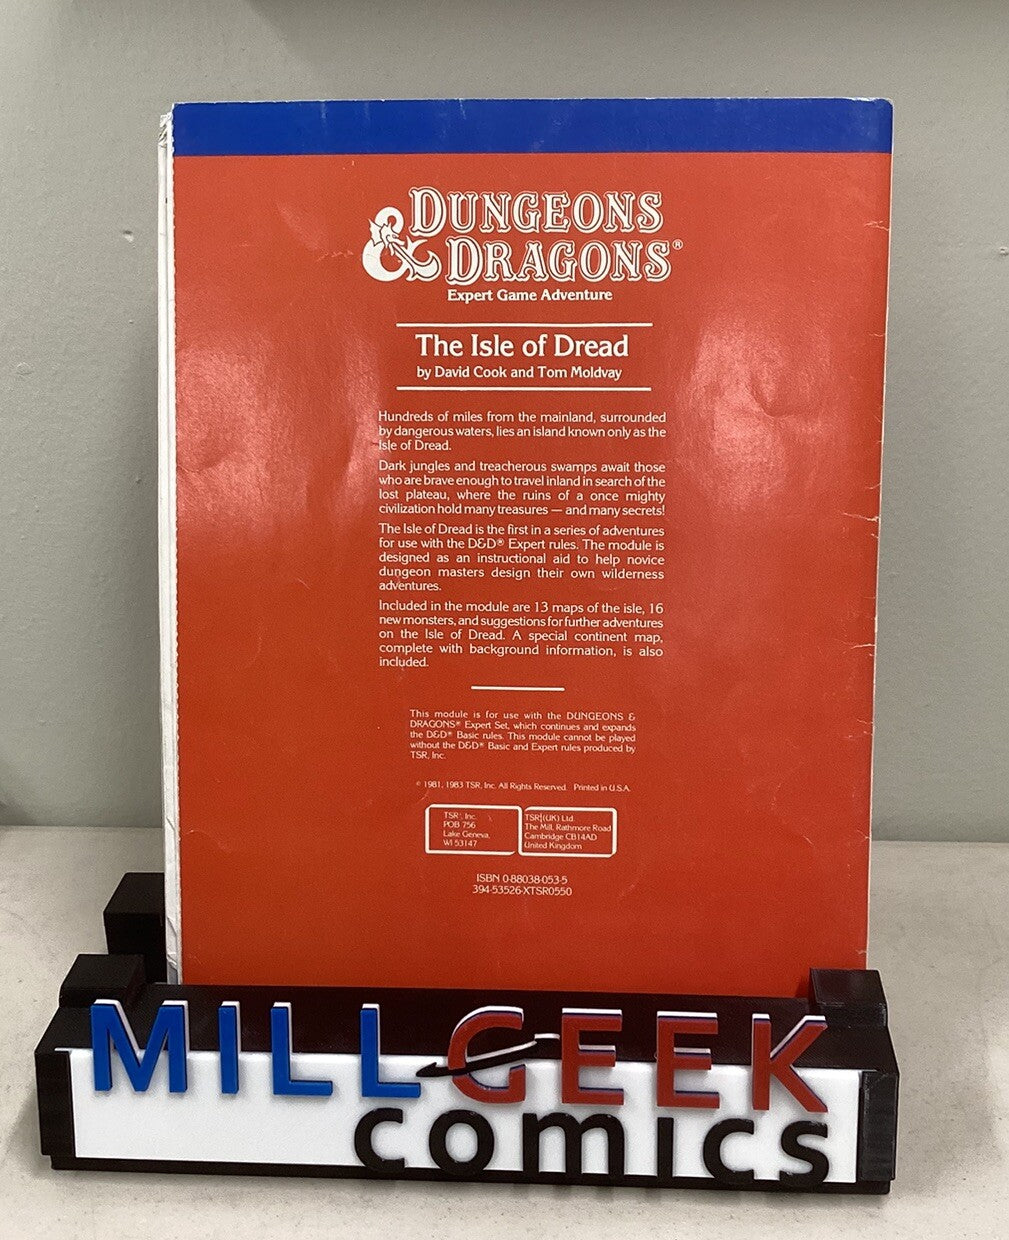 DUNGEONS
& DRAGONS®
Expert Game Adventure
The Isle of Dread
by David Cook and Tom Moldvay
Hundreds of miles from the mainland, surrounded
by dangerous waters, lies an island known only as the
Isle of Dread.
Dark jungles and treacherous swamps await those
who are brave enough to travel inland in search of the
lost plateau, where the ruins of a once mighty
civilization hold many treasures — and many secrets!
The Isle of Dread is the first in a series of adventures
for use with the D&D® Expert rules. The module is
designed as an instructional aid to help novice
dungeon masters design their own wilderness
adventures.
Included in the module are 13 maps of the isle, 16
new monsters, and suggestions for further adventures
on the Isle of Dread. A special continent map,
complete with background information, is also
included.
This module is for use with the DUNGEONS &
DRAGONS® Expert Set, which continues and expands
the D&D® Basic rules. This module cannot be played
without the D&D® Basic and Expert rules produced by
TSR, Inc.
© 1981, 1983 TSR, Inc. All Rights Reserved. Printed in U.S.A.
TSR, Inc.
POB 756
Lake Geneva,
WI 53147
TSR (UK) Ltd.
The Mill, Rathmore Road
Cambridge CB14AD
United Kingdom
ISBN 0-88038-053-5
394-53526-XTSR0550
MILLGEEK
comics